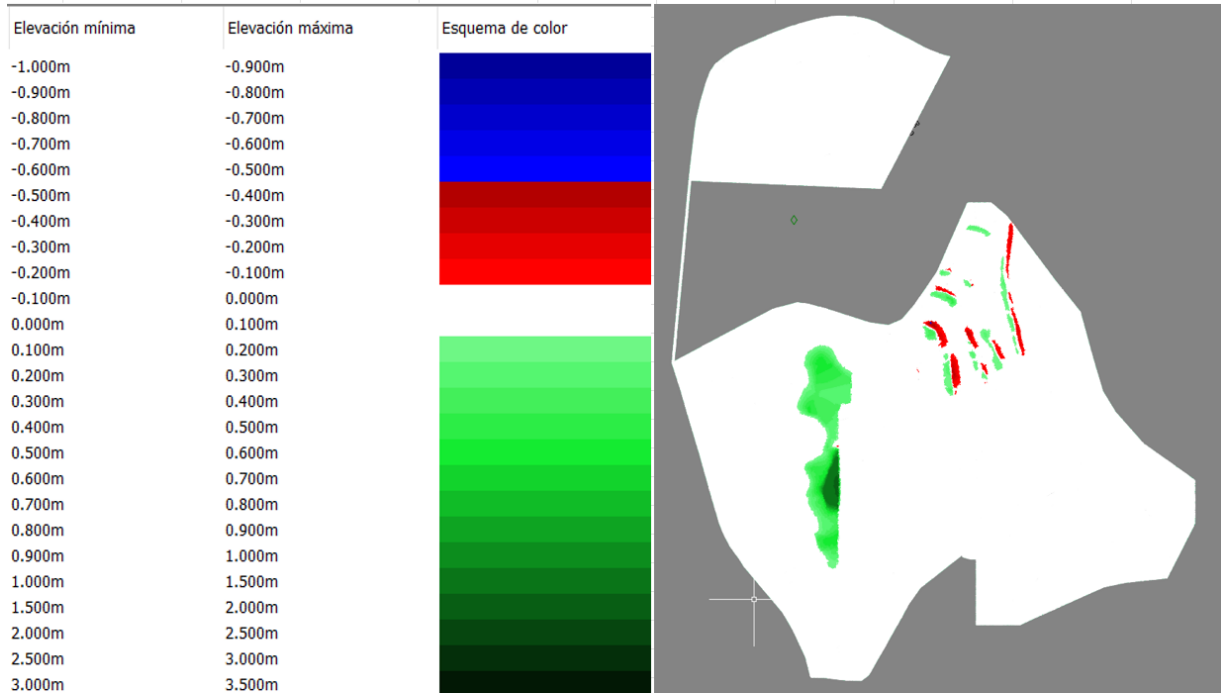 Elevación mínima Elevación máxima Esquema de color
-1.000m -0.900m
-0.900m -0.800m
-0.800m -0.700m
-0.700m -0.600m
-0.600m -0.500m
-0.500m -0.400m
-0.400m -0.300m
-0.300m -0.200m
-0.200m -0.100m
-0.100m 0.000m
0.000m 0.100m
0.100m 0.200m
0.200m 0.300m
0.300m 0.400m
0.400m 0.500m
0.500m 0.600m
0.600m 0.700m
0.700m 0.800m
0.800m 0.900m
0.900m 1.000m
1.000m 1.500m
1.500m 2.000m
2.000m 2.500m
2.500m 3.000m
3.000m 3.500m